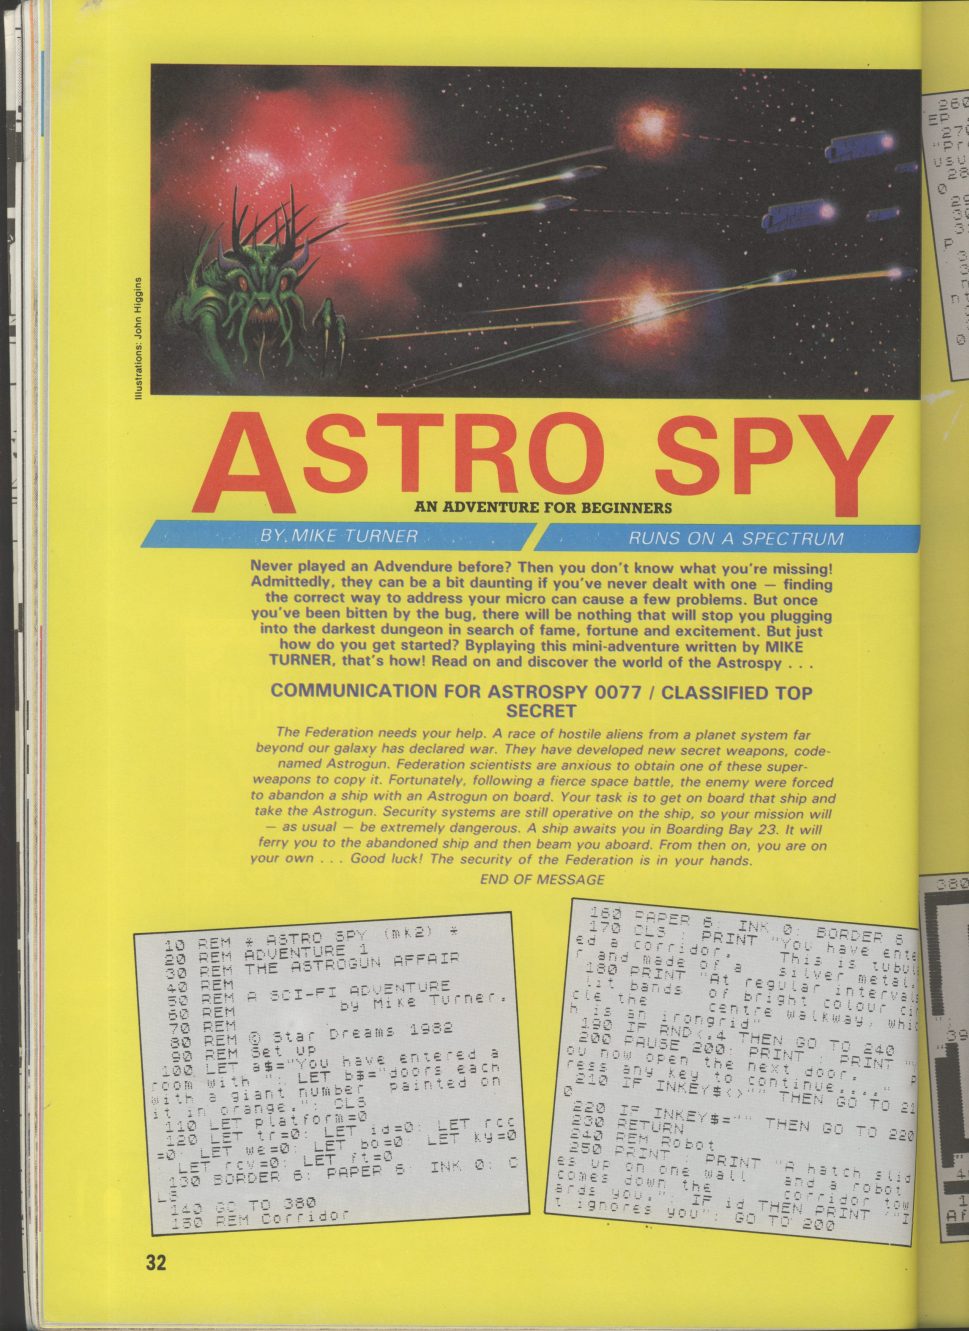 Illustrations: John Higgins
ASTRO SPY
AN ADVENTURE FOR BEGINNERS
BY MIKE TURNER
RUNS ON A SPECTRUM
Never played an Advendure before? Then you don't know what you're missing!
Admittedly, they can be a bit daunting if you've never dealt with one — finding
the correct way to address your micro can cause a few problems. But once
you've been bitten by the bug, there will be nothing that will stop you plugging
into the darkest dungeon in search of fame, fortune and excitement. But just
how do you get started? Byplaying this mini-adventure written by MIKE
TURNER, that's how! Read on and discover the world of the Astrospy . . .
COMMUNICATION FOR ASTROSPY 0077 / CLASSIFIED TOP
SECRET
The Federation needs your help. A race of hostile aliens from a planet system far
beyond our galaxy has declared war. They have developed new secret weapons, code-
named Astrogun. Federation scientists are anxious to obtain one of these super-
weapons to copy it. Fortunately, following a fierce space battle, the enemy were forced
to abandon a ship with an Astrogun on board. Your task is to get on board that ship and
take the Astrogun. Security systems are still operative on the ship, so your mission will
— as usual — be extremely dangerous. A ship awaits you in Boarding Bay 23. It will
ferry you to the abandoned ship and then beam you aboard. From then on, you are on
your own . . . Good luck! The security of the Federation is in your hands.
END OF MESSAGE
10 REM * ASTRO SPY (mk2) *
20 REM ADVENTURE 1
30 REM THE ASTROGUN AFFAIR
40 REM
50 REM A SCI-FI ADVENTURE
60 REM by Mike Turner.
70 REM
80 REM © Star Dreams 1982
90 REM Set up
100 LET a$="You have entered a
room with ": LET b$="doors each
with a giant number painted on
it in orange.": CLS
110 LET platform=0
120 LET tr=0: LET id=0: LET rcc
=0: LET we=0: LET bo=0: LET ky=0
: LET rcv=0: LET ft=0
130 BORDER 6: PAPER 6: INK 0: C
LS
140 GO TO 380
150 REM Corridor
160 PAPER 6: INK 0: BORDER 6
170 CLS : PRINT "You have ente
ed a corridor. This is tubul
r and made of a silver metal.
180 PRINT "At regular interval
lit bands of bright colour ci
cle the centre walkway, whic
h is an irongrid"
190 IF RND<.4 THEN GO TO 240
200 PAUSE 200: PRINT : PRINT "Y
ou now open the next door. P
ress any key to continue...."
210 IF INKEY$<>"" THEN GO TO 21
0
220 IF INKEY$="" THEN GO TO 220
230 RETURN
240 REM Robot
250 PRINT : PRINT "A hatch slid
es up on one wall and a robot
comes down the corridor tow
ards you.": IF id THEN PRINT "I
t ignores you": GO TO 200
32
260
270
380